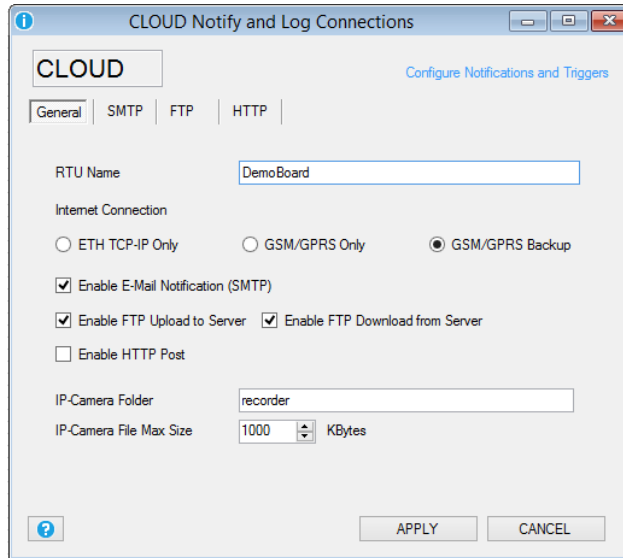 CLOUD Notify and Log Connections
CLOUD
Configure Notifications and Triggers
General SMTP FTP HTTP
RTU Name DemoBoard
Internet Connection
ETH TCP-IP Only GSM/GPRS Only GSM/GPRS Backup
Enable E-Mail Notification (SMTP)
Enable FTP Upload to Server Enable FTP Download from Server
Enable HTTP Post
IP-Camera Folder recorder
IP-Camera File Max Size 1000 KBytes
? APPLY CANCEL